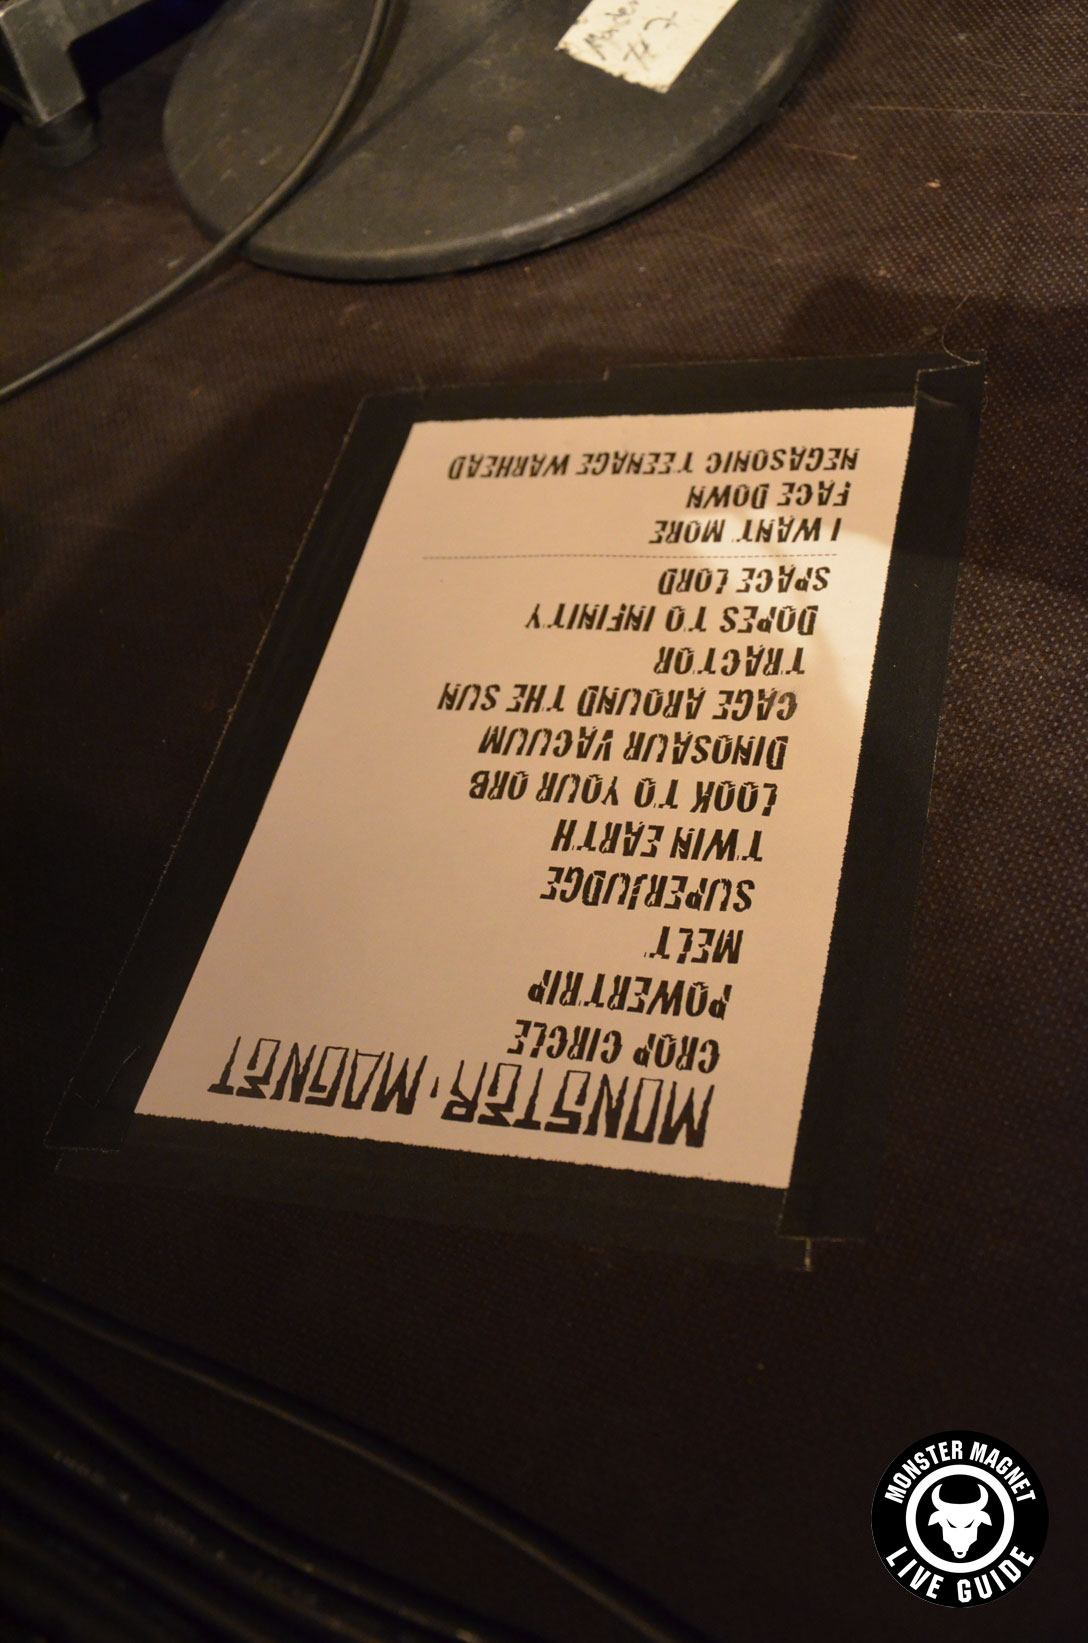 MONSTER MAGNET
CROP CIRCLE
POWERTRIP
MELT
SUPERJUDGE
TWIN EARTH
LOOK TO YOUR ORB
DINOSAUR VACUUM
CAGE AROUND THE SUN
TRACTOR
DOPES TO INFINITY
SPACE LORD
I WANT MORE
FACE DOWN
NEGASONIC TEENAGE WARHEAD
MONSTER MAGNET
LIVE GUIDE